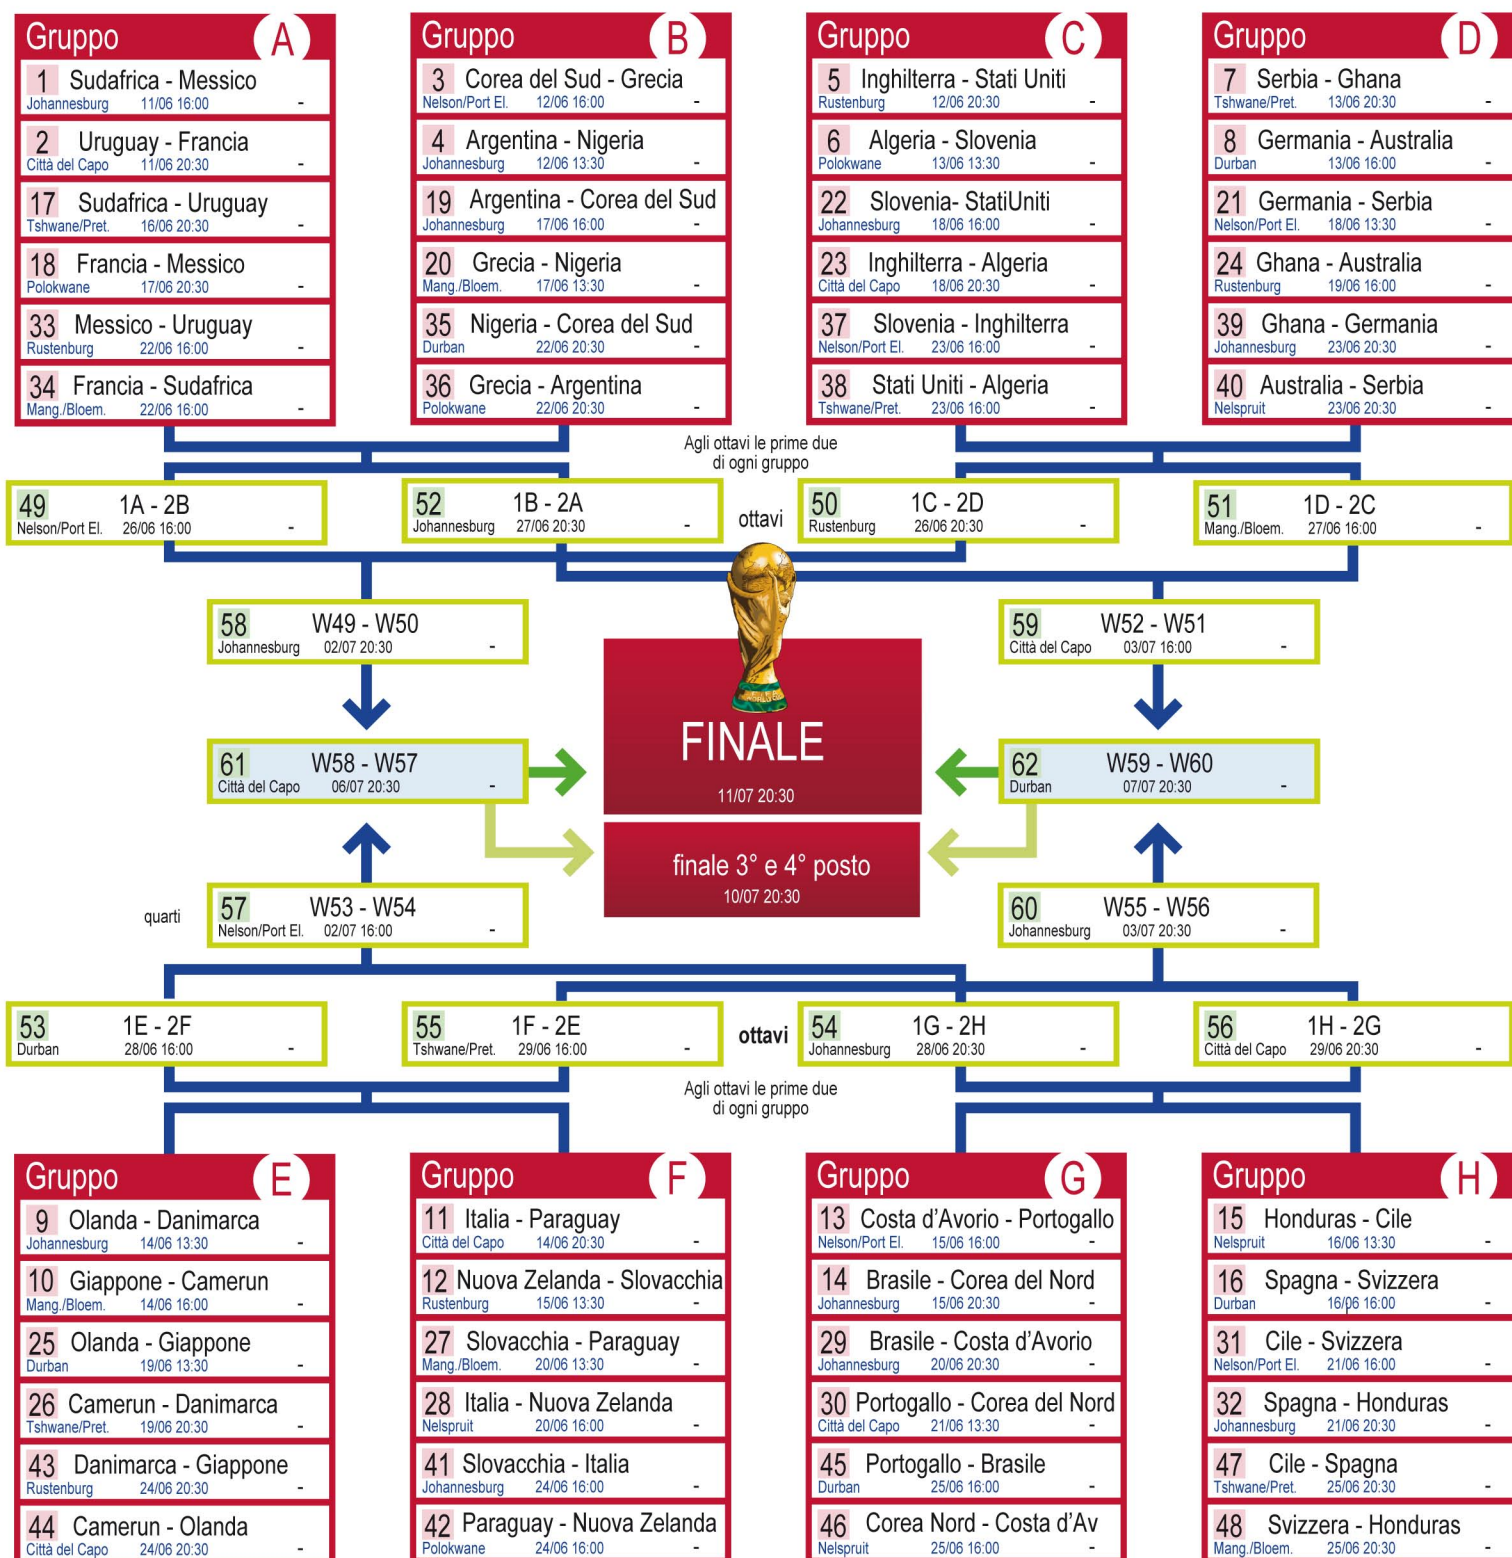 Gruppo A
1 Sudafrica - Messico
Johannesburg 11/06 16:00 -
2 Uruguay - Francia
Città del Capo 11/06 20:30 -
17 Sudafrica - Uruguay
Tshwane/Pret. 16/06 20:30 -
18 Francia - Messico
Polokwane 17/06 20:30 -
33 Messico - Uruguay
Rustenburg 22/06 16:00 -
34 Francia - Sudafrica
Mang./Bloem. 22/06 16:00 -
Gruppo B
3 Corea del Sud - Grecia
Nelson/Port El. 12/06 16:00 -
4 Argentina - Nigeria
Johannesburg 12/06 13:30 -
19 Argentina - Corea del Sud
Johannesburg 17/06 16:00 -
20 Grecia - Nigeria
Mang./Bloem. 17/06 13:30 -
35 Nigeria - Corea del Sud
Durban 22/06 20:30 -
36 Grecia - Argentina
Polokwane 22/06 20:30 -
Gruppo C
5 Inghilterra - Stati Uniti
Rustenburg 12/06 20:30 -
6 Algeria - Slovenia
Polokwane 13/06 13:30 -
22 Slovenia- StatiUniti
Johannesburg 18/06 16:00 -
23 Inghilterra - Algeria
Città del Capo 18/06 20:30 -
37 Slovenia - Inghilterra
Nelson/Port El. 23/06 16:00 -
38 Stati Uniti - Algeria
Tshwane/Pret. 23/06 16:00 -
Gruppo D
7 Serbia - Ghana
Tshwane/Pret. 13/06 20:30 -
8 Germania - Australia
Durban 13/06 16:00 -
21 Germania - Serbia
Nelson/Port El. 18/06 13:30 -
24 Ghana - Australia
Rustenburg 19/06 16:00 -
39 Ghana - Germania
Johannesburg 23/06 20:30 -
40 Australia - Serbia
Nelspruit 23/06 20:30 -
Agli ottavi le prime due
di ogni gruppo
49 1A - 2B
Nelson/Port El. 26/06 16:00 -
52 1B - 2A
Johannesburg 27/06 20:30 -
ottavi
50 1C - 2D
Rustenburg 26/06 20:30 -
51 1D - 2C
Mang./Bloem. 27/06 16:00 -
58 W49 - W50
Johannesburg 02/07 20:30 -
59 W52 - W51
Città del Capo 03/07 16:00 -
61 W58 - W57
Città del Capo 06/07 20:30 -
FINALE
11/07 20:30
62 W59 - W60
Durban 07/07 20:30 -
finale 3° e 4° posto
10/07 20:30
quarti
57 W53 - W54
Nelson/Port El. 02/07 16:00 -
60 W55 - W56
Johannesburg 03/07 20:30 -
53 1E - 2F
Durban 28/06 16:00 -
55 1F - 2E
Tshwane/Pret. 29/06 16:00 -
ottavi
54 1G - 2H
Johannesburg 28/06 20:30 -
56 1H - 2G
Città del Capo 29/06 20:30 -
Agli ottavi le prime due
di ogni gruppo
Gruppo E
9 Olanda - Danimarca
Johannesburg 14/06 13:30 -
10 Giappone - Camerun
Mang./Bloem. 14/06 16:00 -
25 Olanda - Giappone
Durban 19/06 13:30 -
26 Camerun - Danimarca
Tshwane/Pret. 19/06 20:30 -
43 Danimarca - Giappone
Rustenburg 24/06 20:30 -
44 Camerun - Olanda
Città del Capo 24/06 20:30 -
Gruppo F
11 Italia - Paraguay
Città del Capo 14/06 20:30 -
12 Nuova Zelanda - Slovacchia
Rustenburg 15/06 13:30 -
27 Slovacchia - Paraguay
Mang./Bloem. 20/06 13:30 -
28 Italia - Nuova Zelanda
Nelspruit 20/06 16:00 -
41 Slovacchia - Italia
Johannesburg 24/06 16:00 -
42 Paraguay - Nuova Zelanda
Polokwane 24/06 16:00 -
Gruppo G
13 Costa d'Avorio - Portogallo
Nelson/Port El. 15/06 16:00 -
14 Brasile - Corea del Nord
Johannesburg 15/06 20:30 -
29 Brasile - Costa d'Avorio
Johannesburg 20/06 20:30 -
30 Portogallo - Corea del Nord
Città del Capo 21/06 13:30 -
45 Portogallo - Brasile
Durban 25/06 16:00 -
46 Corea Nord - Costa d'Av
Nelspruit 25/06 16:00 -
Gruppo H
15 Honduras - Cile
Nelspruit 16/06 13:30 -
16 Spagna - Svizzera
Durban 16/06 16:00 -
31 Cile - Svizzera
Nelson/Port El. 21/06 16:00 -
32 Spagna - Honduras
Johannesburg 21/06 20:30 -
47 Cile - Spagna
Tshwane/Pret. 25/06 20:30 -
48 Svizzera - Honduras
Mang./Bloem. 25/06 20:30 -